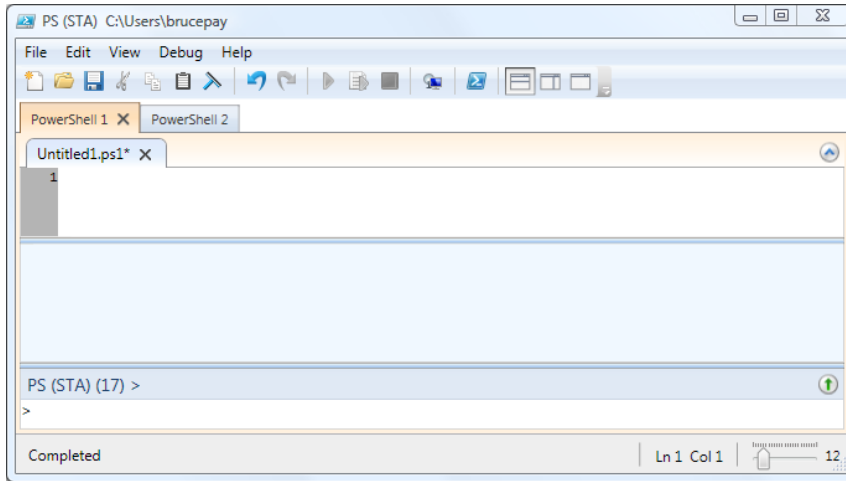 PS (STA) C:\Users\brucepay
File Edit View Debug Help
PowerShell 1 PowerShell 2
Untitled1.ps1*
1
PS (STA) (17) >
>
Completed Ln 1 Col 1 12